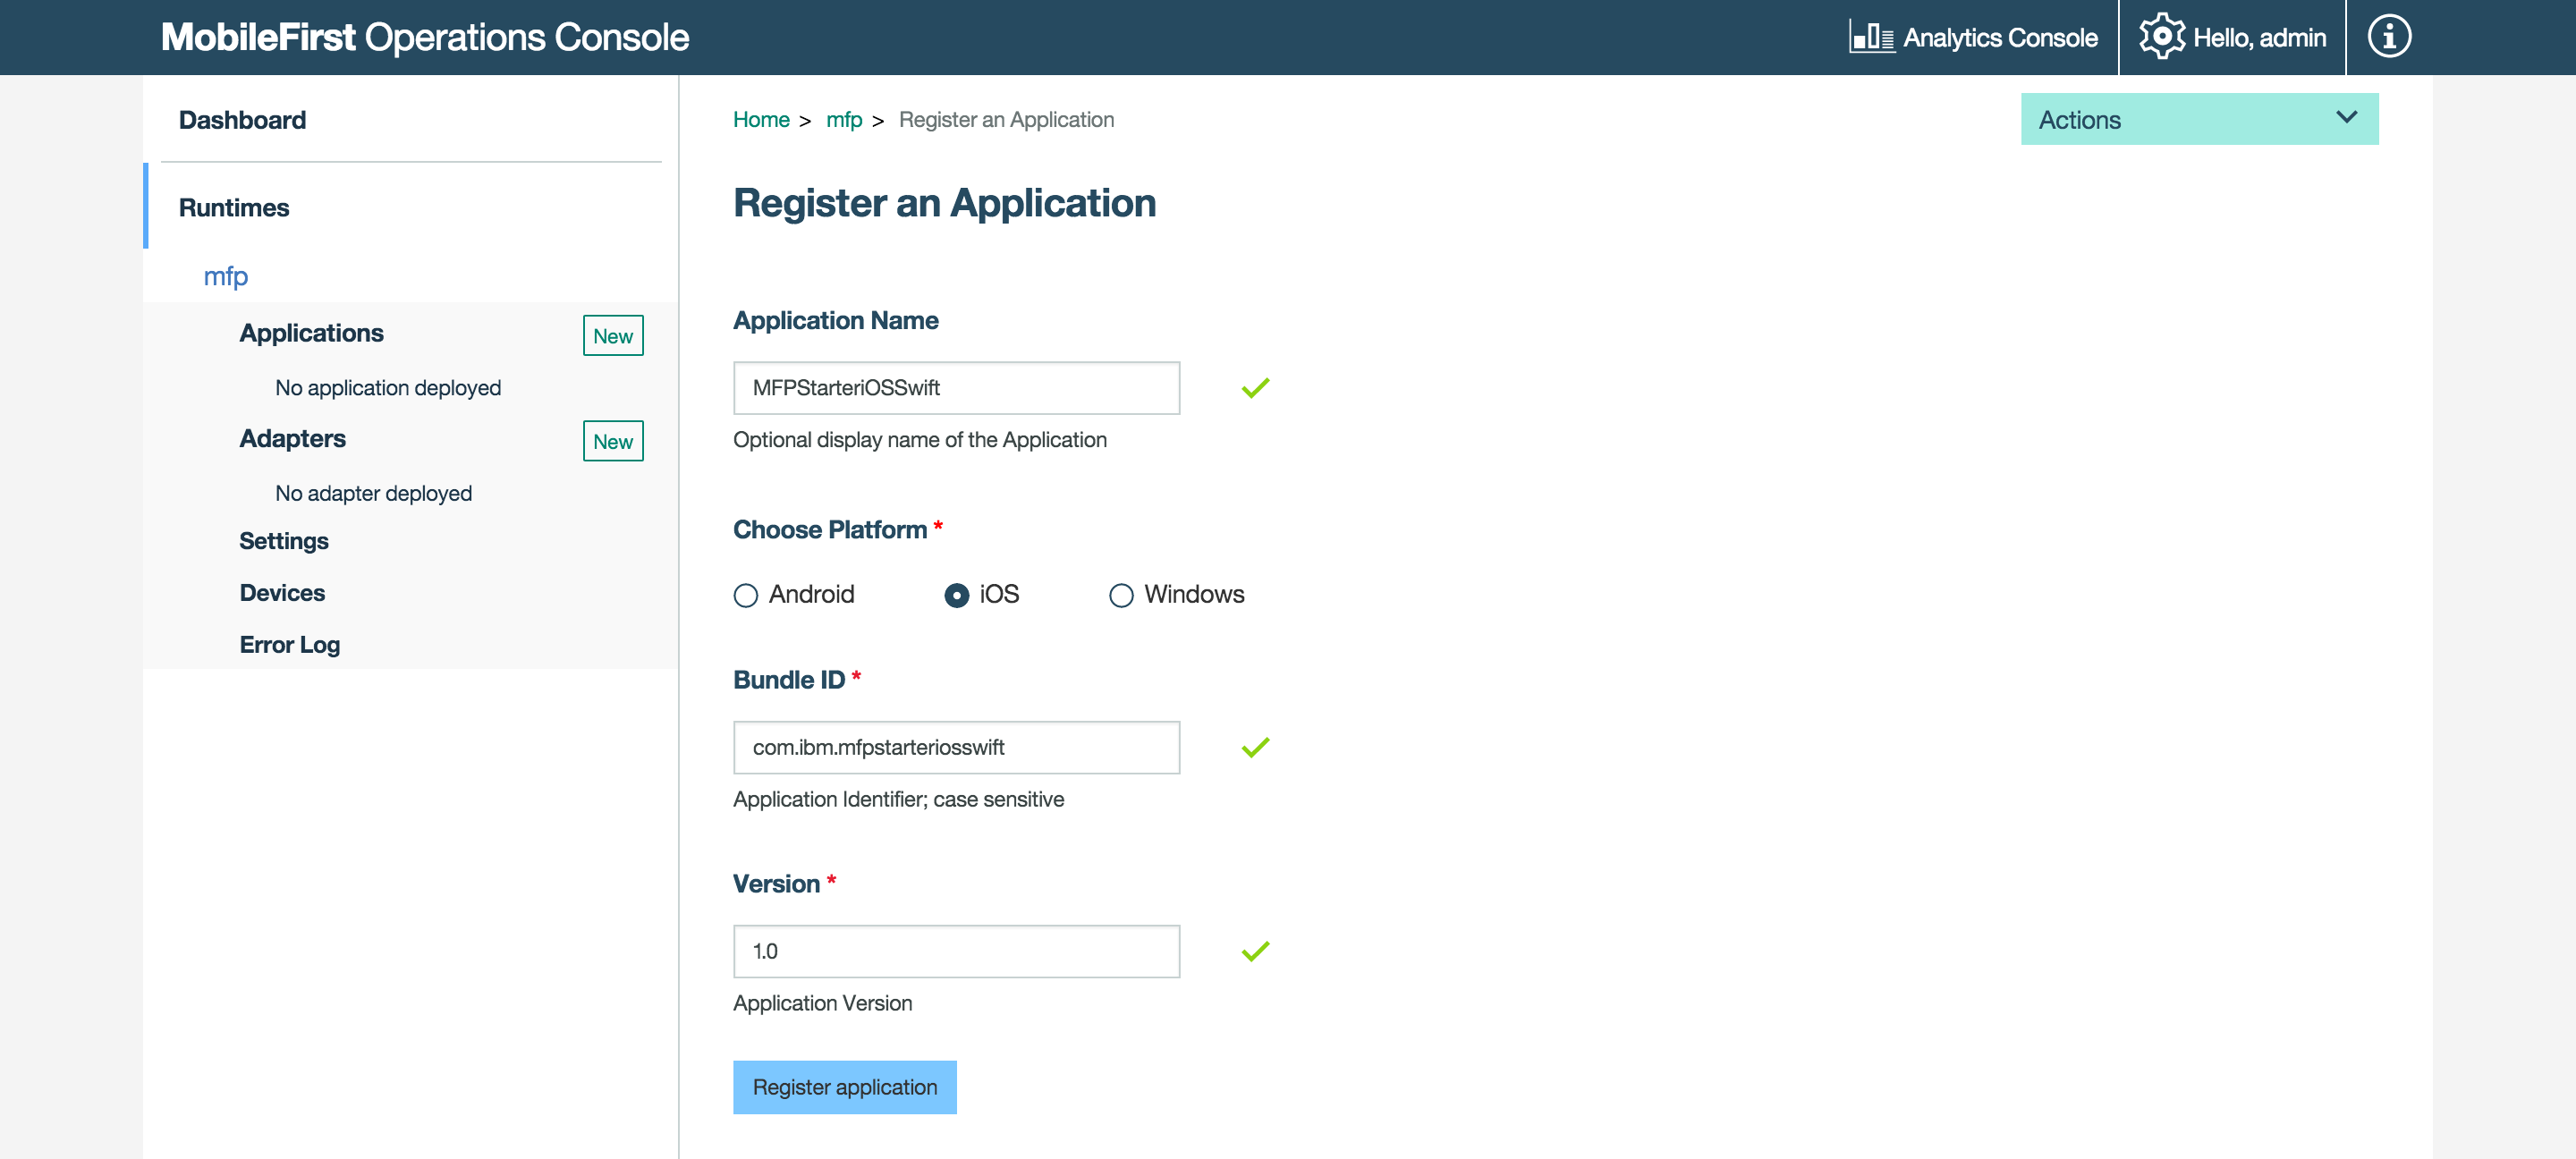 MobileFirst Operations Console
Analytics Console
Hello, admin
Dashboard
Runtimes
mfp
Applications New
No application deployed
Adapters New
No adapter deployed
Settings
Devices
Error Log
Home > mfp > Register an Application
Actions
Register an Application
Application Name
MFPStarteriOSSwift
Optional display name of the Application
Choose Platform *
Android iOS Windows
Bundle ID *
com.ibm.mfpstarteriosswift
Application Identifier; case sensitive
Version *
1.0
Application Version
Register application